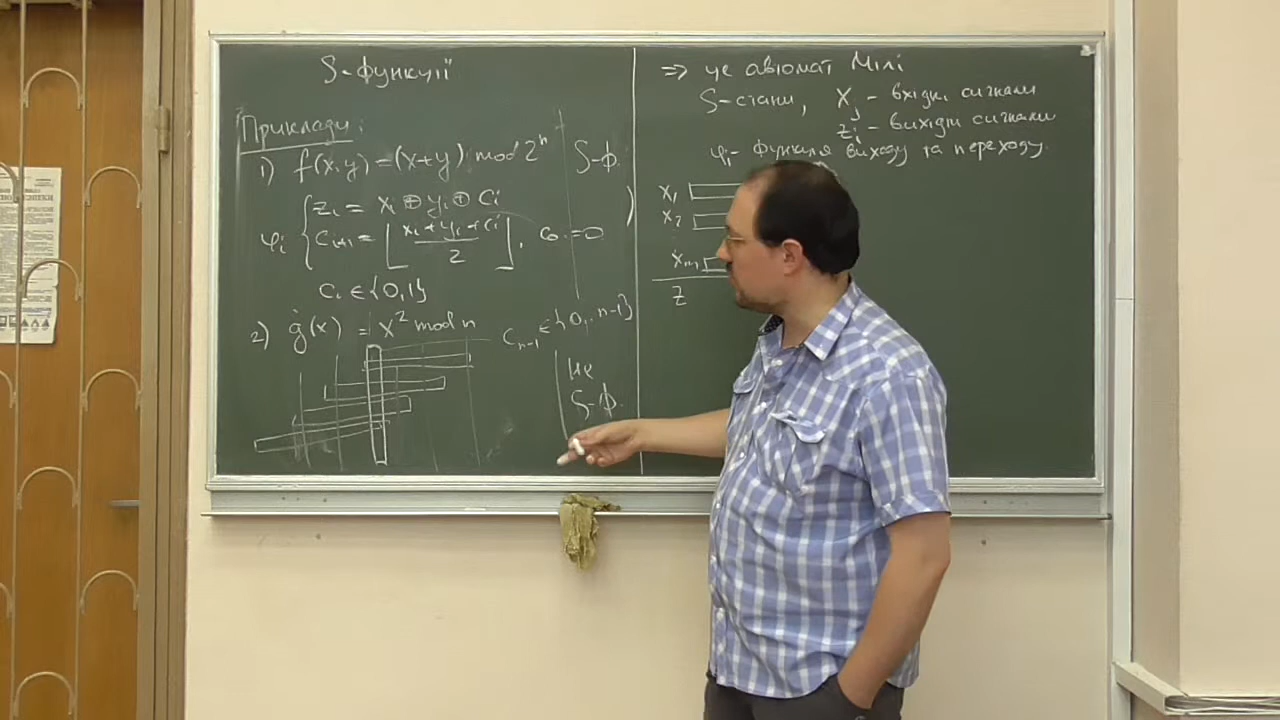 S-функції
Приклади:
1) f(x,y) = (x+y) mod 2ⁿ S-ф.
φᵢ { zᵢ = xᵢ ⊕ yᵢ ⊕ cᵢ
cᵢ₊₁ = ⌊(xᵢ + yᵢ + cᵢ)/2⌋, c₀ = 0
cᵢ ∈ {0,1}
2) g(x) = x² mod n cₙ₋₁ ∈ {0,..n-1}
Не
S-ф.
⇒ це автомат Мілі
S-стани, xⱼ - вхідні сигнали
zᵢ - вихідні сигнали
φᵢ - функція виходу та переходу.
x₁
x₂
xₘ
z